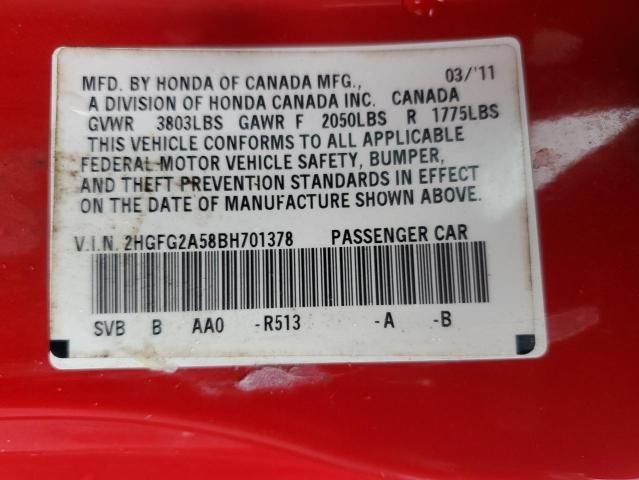 MFD. BY HONDA OF CANADA MFG., 03/'11
A DIVISION OF HONDA CANADA INC. CANADA
GVWR 3803LBS GAWR F 2050LBS R 1775LBS
THIS VEHICLE CONFORMS TO ALL APPLICABLE
FEDERAL MOTOR VEHICLE SAFETY, BUMPER,
AND THEFT PREVENTION STANDARDS IN EFFECT
ON THE DATE OF MANUFACTURE SHOWN ABOVE.
V.I.N. 2HGFG2A58BH701378 PASSENGER CAR
SVB B AA0 -R513 -A -B